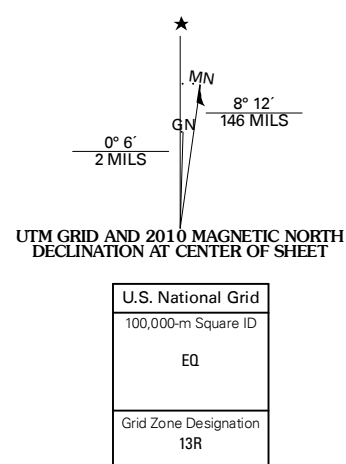 MN
GN
8° 12´
146 MILS
0° 6´
2 MILS
UTM GRID AND 2010 MAGNETIC NORTH
DECLINATION AT CENTER OF SHEET
U.S. National Grid
100,000-m Square ID
EQ
Grid Zone Designation
13R